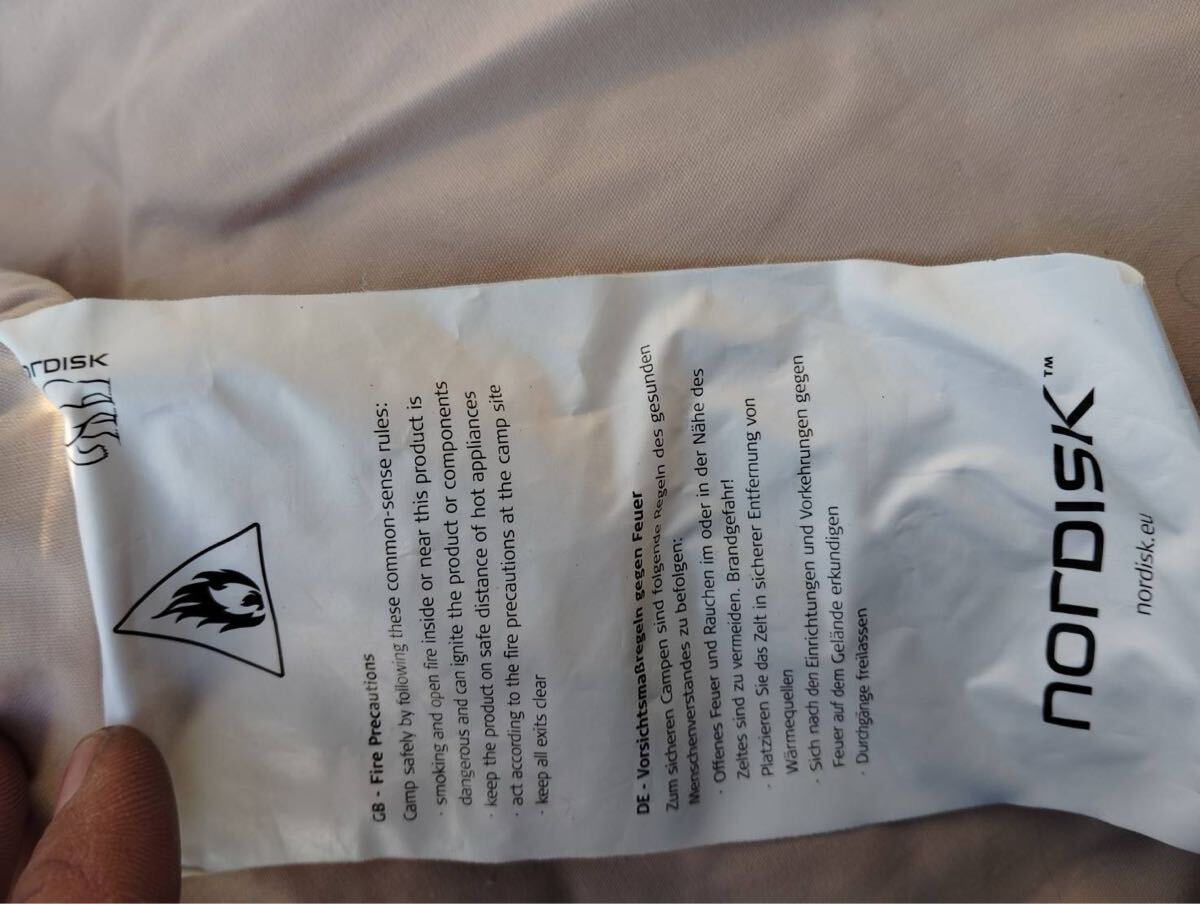 NORDISK
GB - Fire Precautions
Camp safely by following these common-sense rules:
· smoking and open fire inside or near this product is
dangerous and can ignite the product or components
· keep the product on safe distance of hot appliances
· act according to the fire precautions at the camp site
· keep all exits clear
DE - Vorsichtsmaßregeln gegen Feuer
Zum sicheren Campen sind folgende Regeln des gesunden
Menschenverstandes zu befolgen:
· Offenes Feuer und Rauchen im oder in der Nähe des
Zeltes sind zu vermeiden. Brandgefahr!
· Platzieren Sie das Zelt in sicherer Entfernung von
Wärmequellen
· Sich nach den Einrichtungen und Vorkehrungen gegen
Feuer auf dem Gelände erkundigen
· Durchgänge freilassen
NORDISK™
nordisk.eu